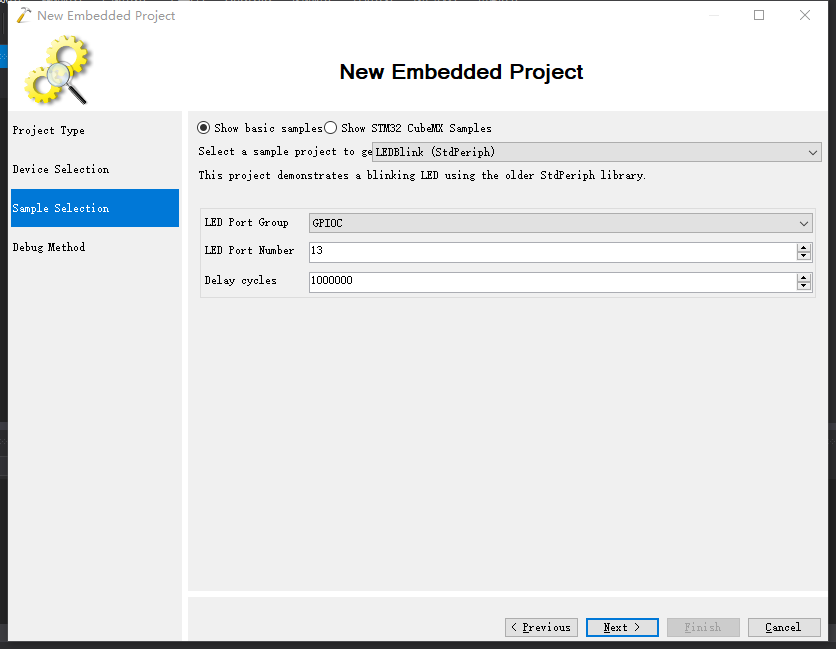 New Embedded Project
New Embedded Project
Project Type
Device Selection
Sample Selection
Debug Method
Show basic samples Show STM32 CubeMX Samples
Select a sample project to ge LEDBlink (StdPeriph)
This project demonstrates a blinking LED using the older StdPeriph library.
LED Port Group GPIOC
LED Port Number 13
Delay cycles 1000000
< Previous Next > Finish Cancel